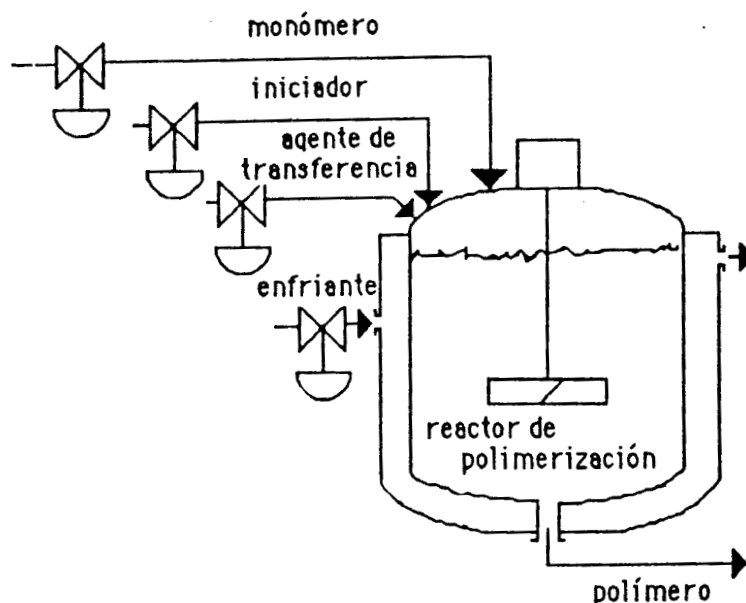 monómero
iniciador
agente de
transferencia
enfriante
reactor de
polimerización
polímero